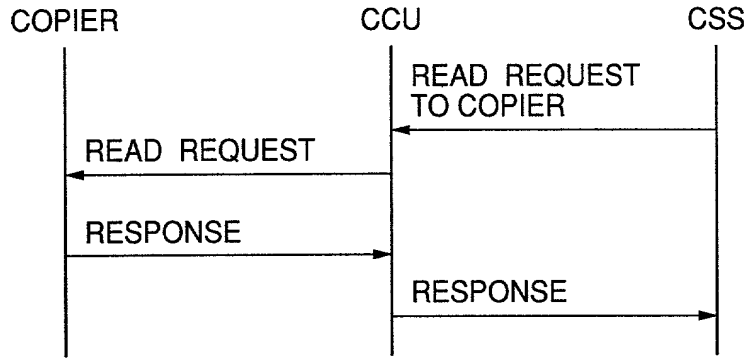 COPIER CCU CSS
READ REQUEST
TO COPIER
READ REQUEST
RESPONSE
RESPONSE